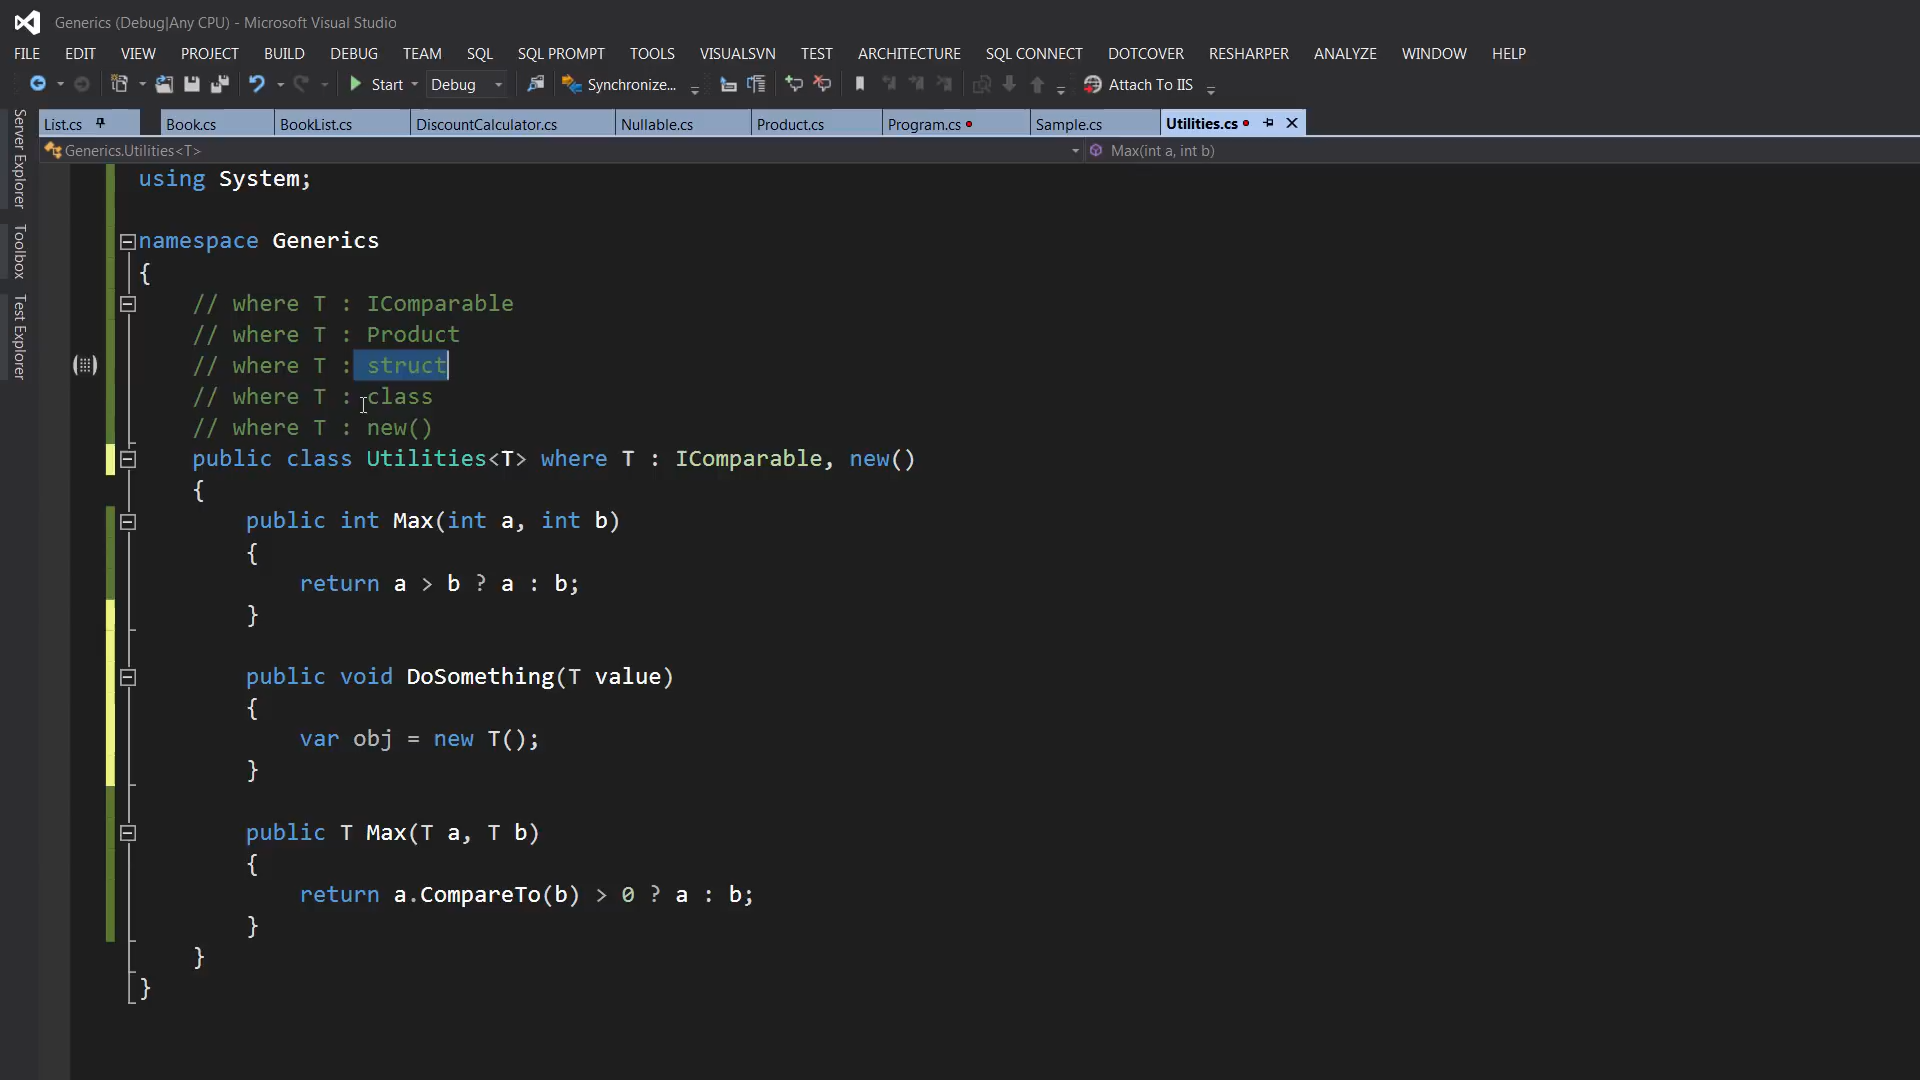 Generics (Debug|Any CPU) - Microsoft Visual Studio
FILE EDIT VIEW PROJECT BUILD DEBUG TEAM SQL SQL PROMPT TOOLS VISUALSVN TEST ARCHITECTURE SQL CONNECT DOTCOVER RESHARPER ANALYZE WINDOW HELP
Start Debug Synchronize... Attach To IIS
List.cs Book.cs BookList.cs DiscountCalculator.cs Nullable.cs Product.cs Program.cs Sample.cs Utilities.cs
Generics.Utilities<T> Max(int a, int b)
Server Explorer
Toolbox
Test Explorer
using System;
namespace Generics
{
// where T : IComparable
// where T : Product
// where T : struct
// where T : class
// where T : new()
public class Utilities<T> where T : IComparable, new()
{
public int Max(int a, int b)
{
return a > b ? a : b;
}
public void DoSomething(T value)
{
var obj = new T();
}
public T Max(T a, T b)
{
return a.CompareTo(b) > 0 ? a : b;
}
}
}